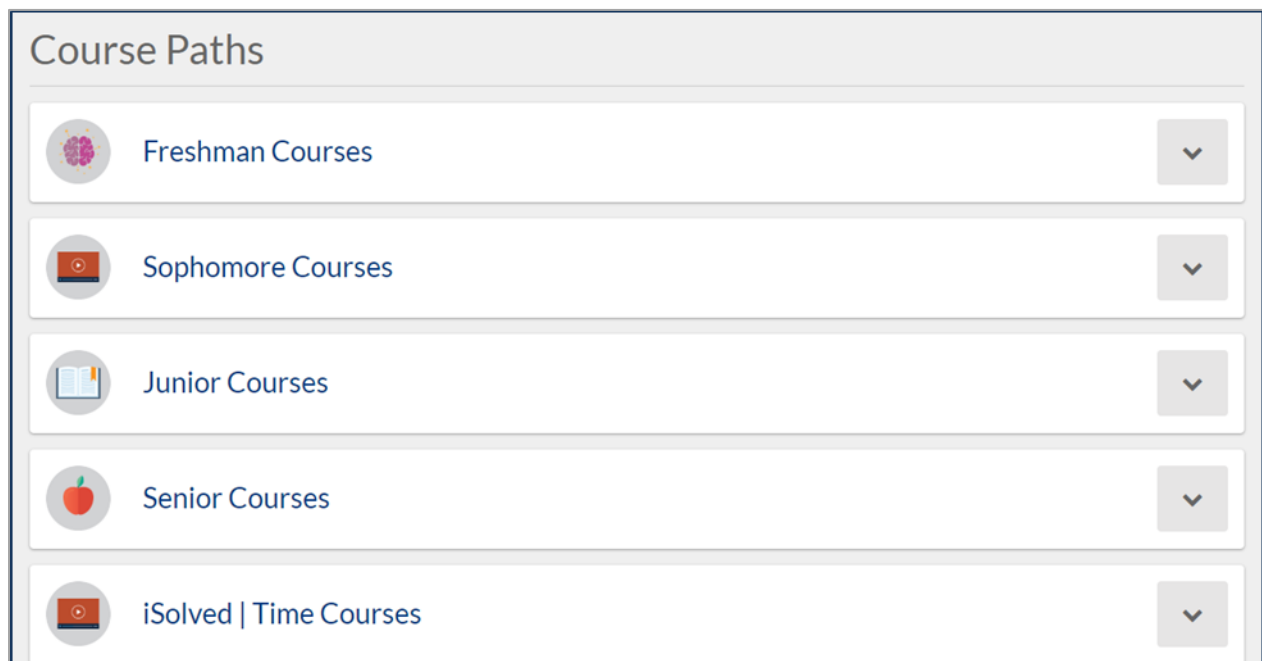 Course Paths
Freshman Courses
Sophomore Courses
Junior Courses
Senior Courses
iSolved | Time Courses